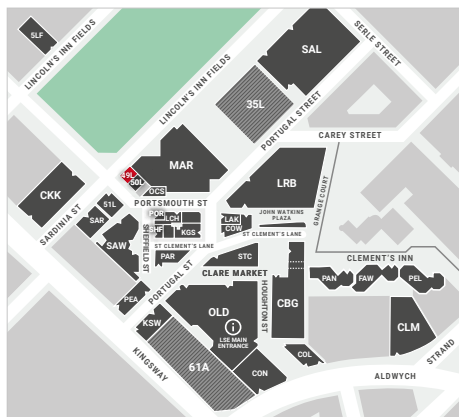 5LF
LINCOLN'S INN FIELDS
LINCOLN'S INN FIELDS
SAL
SERLE STREET
35L
PORTUGAL STREET
CAREY STREET
MAR
49L
50L
OCS
CKK
51L
SAR
SARDINIA ST
PORTSMOUTH ST
LRB
GRANGE COURT
POR
LCH
SHF
KGS
LAK
COW
JOHN WATKINS
PLAZA
ST CLEMENT'S LANE
ST CLEMENT'S LANE
SHEFFIELD ST
SAW
PAR
STC
CLARE MARKET
CLEMENT'S INN
PORTUGAL ST
PAN
FAW
PEL
PEA
OLD
LSE MAIN
ENTRANCE
HOUGHTON ST
CBG
KSW
CLM
KINGSWAY
61A
CON
COL
ALDWYCH
STRAND